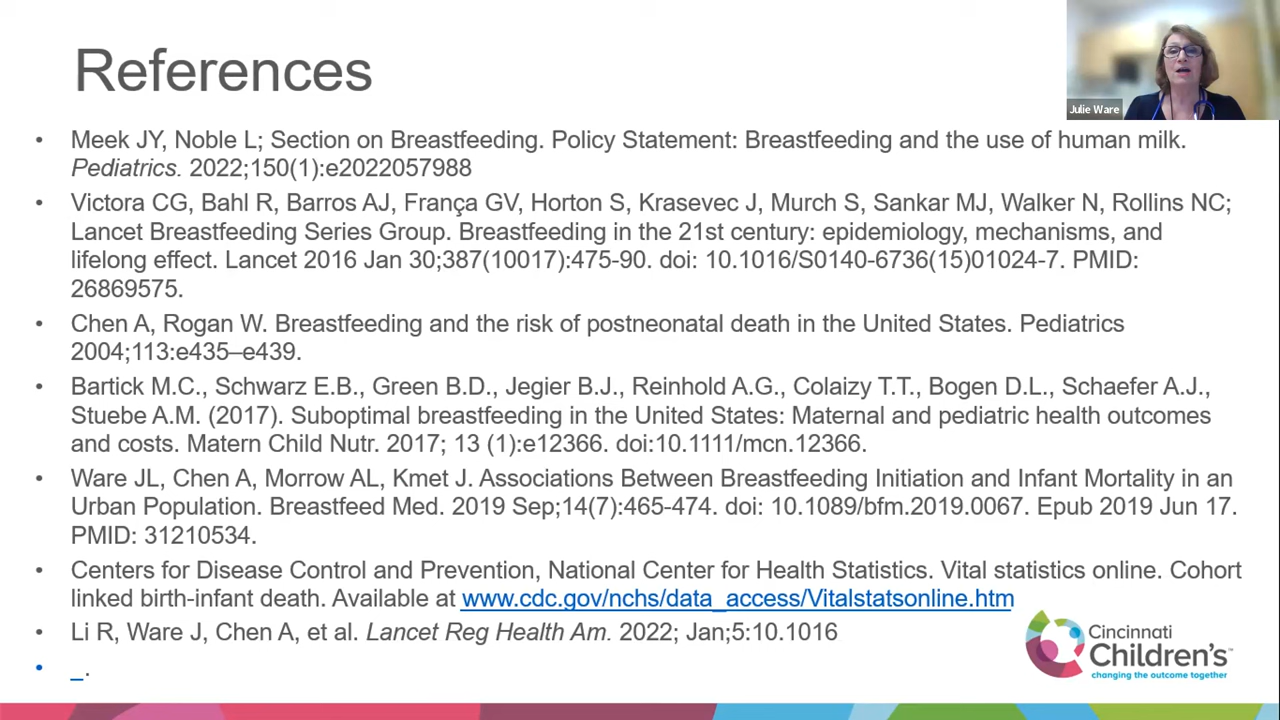 References
Julie Ware
• Meek JY, Noble L; Section on Breastfeeding. Policy Statement: Breastfeeding and the use of human milk.
Pediatrics. 2022;150(1):e2022057988
• Victora CG, Bahl R, Barros AJ, França GV, Horton S, Krasevec J, Murch S, Sankar MJ, Walker N, Rollins NC;
Lancet Breastfeeding Series Group. Breastfeeding in the 21st century: epidemiology, mechanisms, and
lifelong effect. Lancet 2016 Jan 30;387(10017):475-90. doi: 10.1016/S0140-6736(15)01024-7. PMID:
26869575.
• Chen A, Rogan W. Breastfeeding and the risk of postneonatal death in the United States. Pediatrics
2004;113:e435–e439.
• Bartick M.C., Schwarz E.B., Green B.D., Jegier B.J., Reinhold A.G., Colaizy T.T., Bogen D.L., Schaefer A.J.,
Stuebe A.M. (2017). Suboptimal breastfeeding in the United States: Maternal and pediatric health outcomes
and costs. Matern Child Nutr. 2017; 13 (1):e12366. doi:10.1111/mcn.12366.
• Ware JL, Chen A, Morrow AL, Kmet J. Associations Between Breastfeeding Initiation and Infant Mortality in an
Urban Population. Breastfeed Med. 2019 Sep;14(7):465-474. doi: 10.1089/bfm.2019.0067. Epub 2019 Jun 17.
PMID: 31210534.
• Centers for Disease Control and Prevention, National Center for Health Statistics. Vital statistics online. Cohort
linked birth-infant death. Available at www.cdc.gov/nchs/data_access/Vitalstatsonline.htm
• Li R, Ware J, Chen A, et al. Lancet Reg Health Am. 2022; Jan;5:10.1016
• _.
Cincinnati
Children's™
changing the outcome together